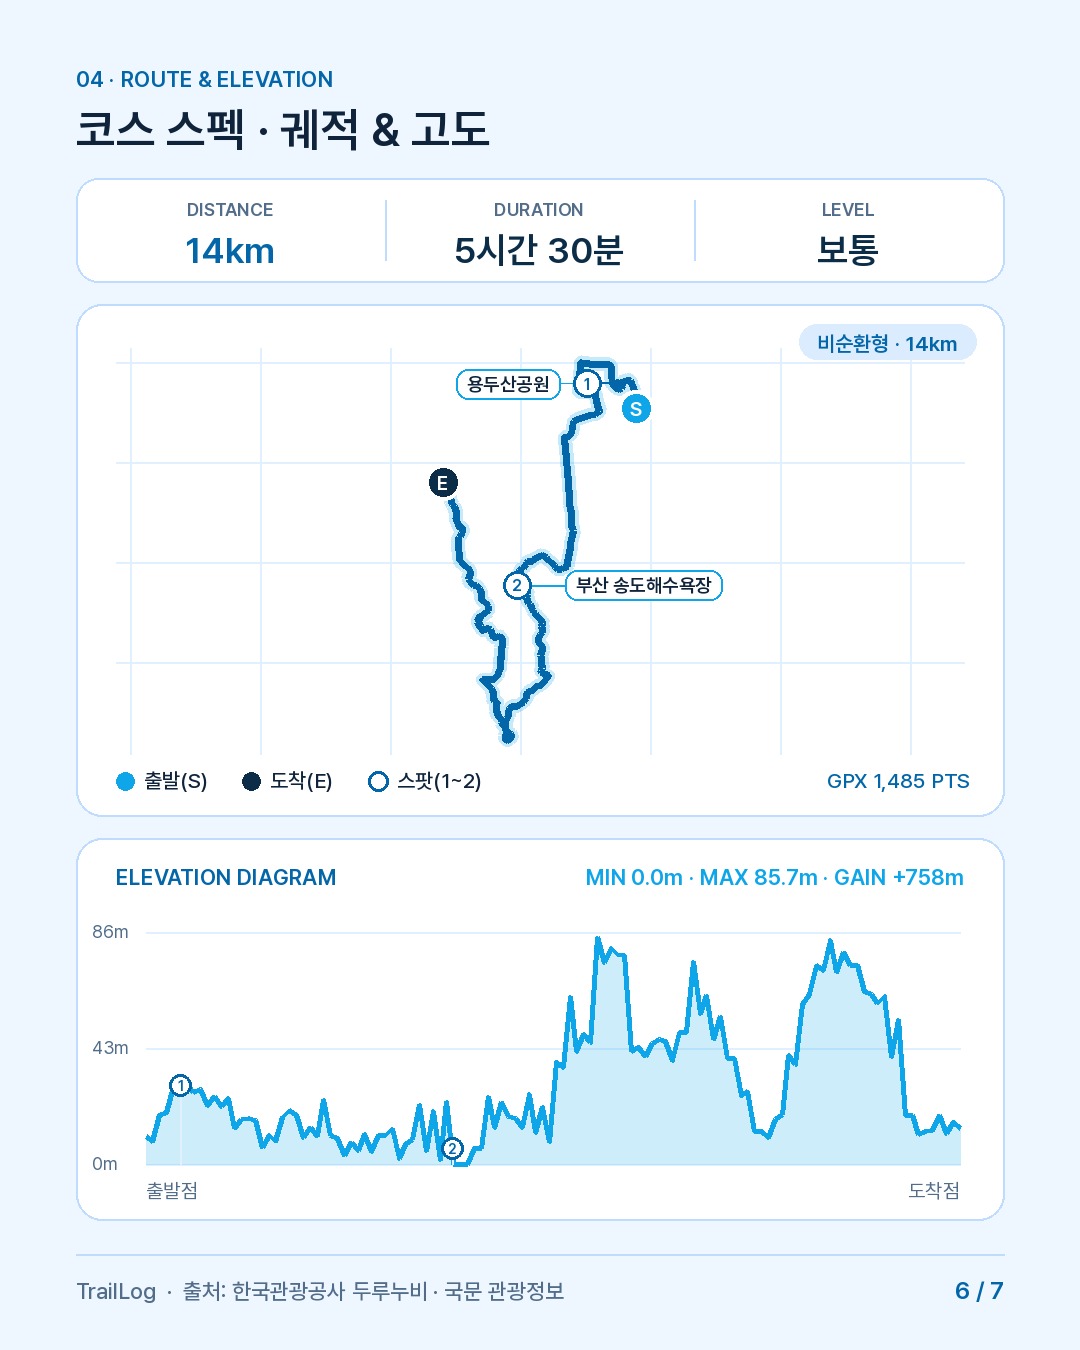 04 · ROUTE & ELEVATION
코스 스펙 · 궤적 & 고도
DISTANCE
14km
DURATION
5시간 30분
LEVEL
보통
비순환형 · 14km
용두산공원
1
S
E
2
부산 송도해수욕장
출발(S)
도착(E)
스팟(1~2)
GPX 1,485 PTS
ELEVATION DIAGRAM
MIN 0.0m · MAX 85.7m · GAIN +758m
86m
43m
1
2
0m
출발점
도착점
TrailLog · 출처: 한국관광공사 두루누비 · 국문 관광정보
6 / 7